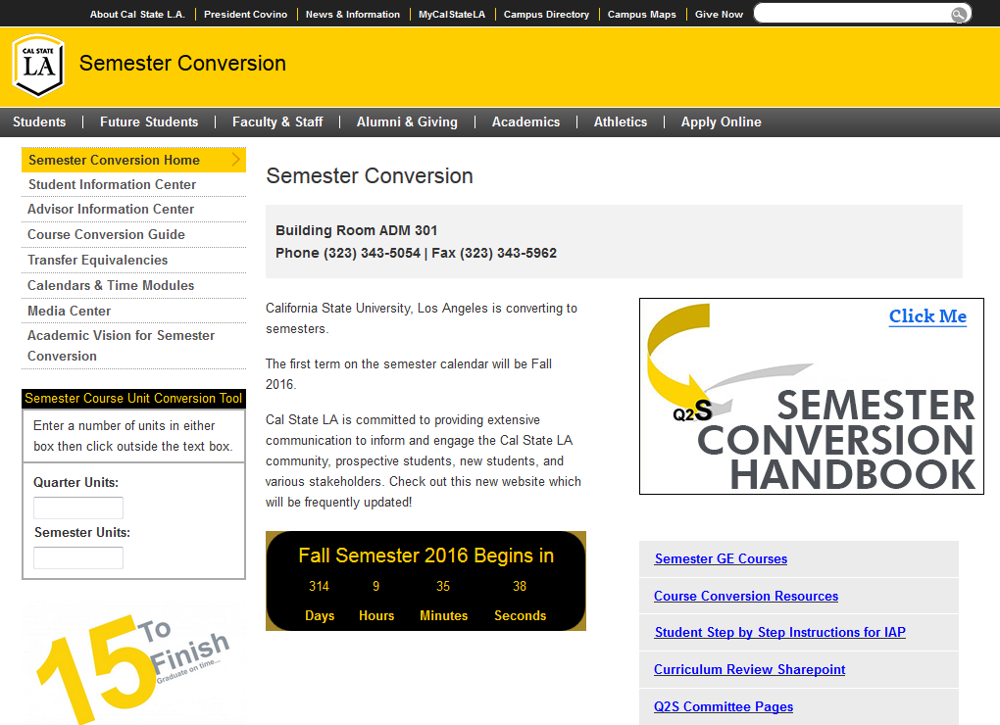 About Cal State L.A. President Covino News & Information MyCalStateLA Campus Directory Campus Maps Give Now
CAL STATE
LA
Semester Conversion
Students Future Students Faculty & Staff Alumni & Giving Academics Athletics Apply Online
Semester Conversion Home
Student Information Center
Advisor Information Center
Course Conversion Guide
Transfer Equivalencies
Calendars & Time Modules
Media Center
Academic Vision for Semester
Conversion
Semester Course Unit Conversion Tool
Enter a number of units in either
box then click outside the text box.
Quarter Units:
Semester Units:
15 To
Finish
Graduate on time...
Semester Conversion
Building Room ADM 301
Phone (323) 343-5054 | Fax (323) 343-5962
California State University, Los Angeles is converting to
semesters.
The first term on the semester calendar will be Fall
2016.
Cal State LA is committed to providing extensive
communication to inform and engage the Cal State LA
community, prospective students, new students, and
various stakeholders. Check out this new website which
will be frequently updated!
Fall Semester 2016 Begins in
314 9 35 38
Days Hours Minutes Seconds
Click Me
Q2S
SEMESTER
CONVERSION
HANDBOOK
Semester GE Courses
Course Conversion Resources
Student Step by Step Instructions for IAP
Curriculum Review Sharepoint
Q2S Committee Pages